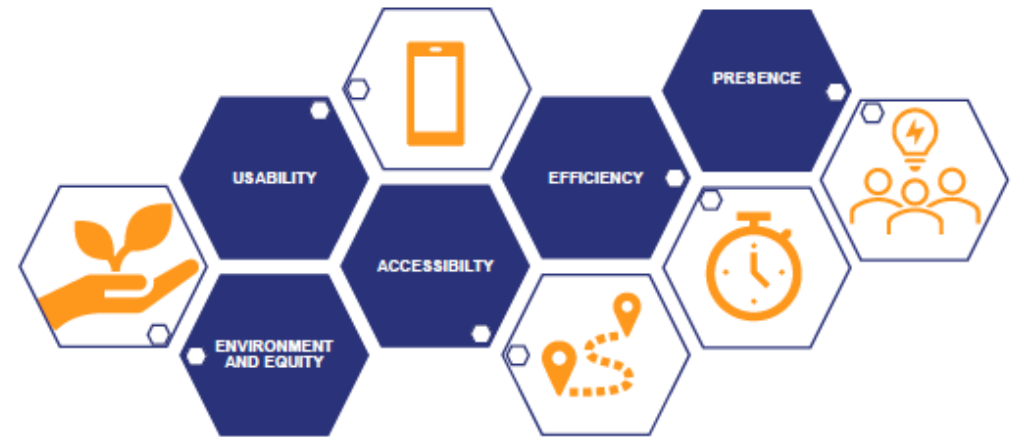 PRESENCE
USABILITY
EFFICIENCY
ACCESSIBILTY
ENVIRONMENT
AND EQUITY